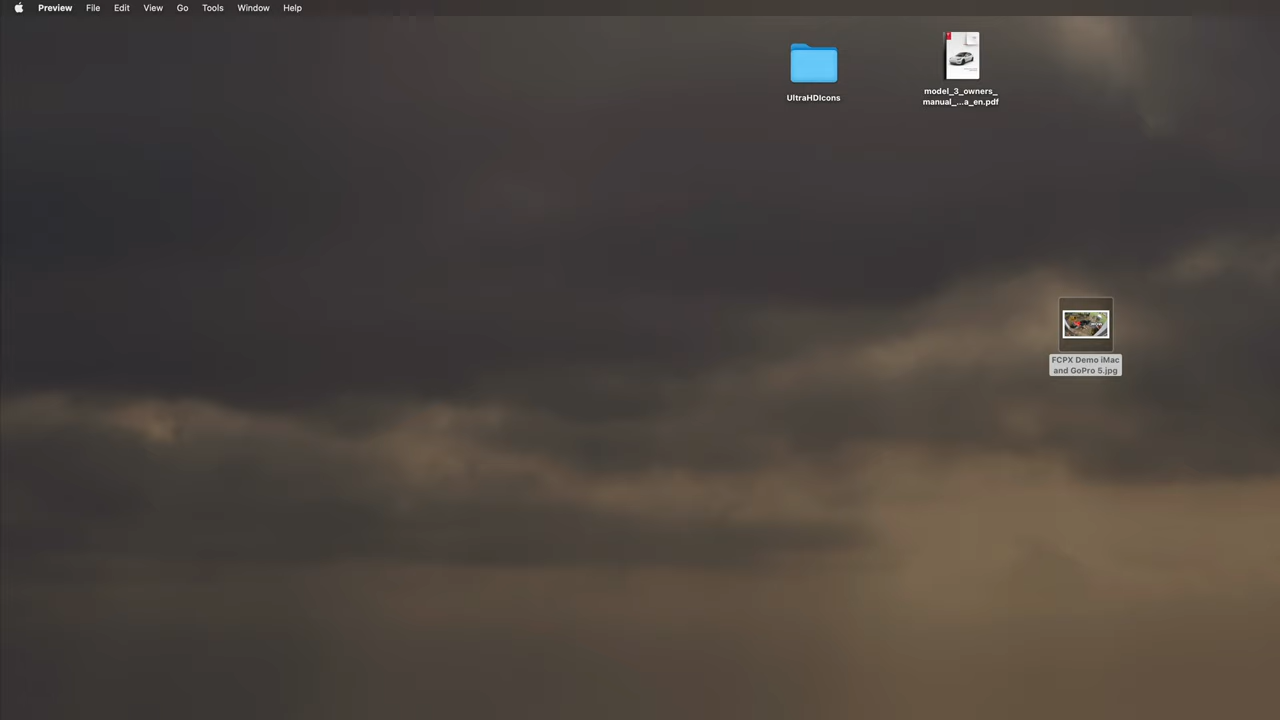 Preview File Edit View Go Tools Window Help
UltraHDIcons
model_3_owners_
manual_...a_en.pdf
FCPX Demo iMac
and GoPro 5.jpg